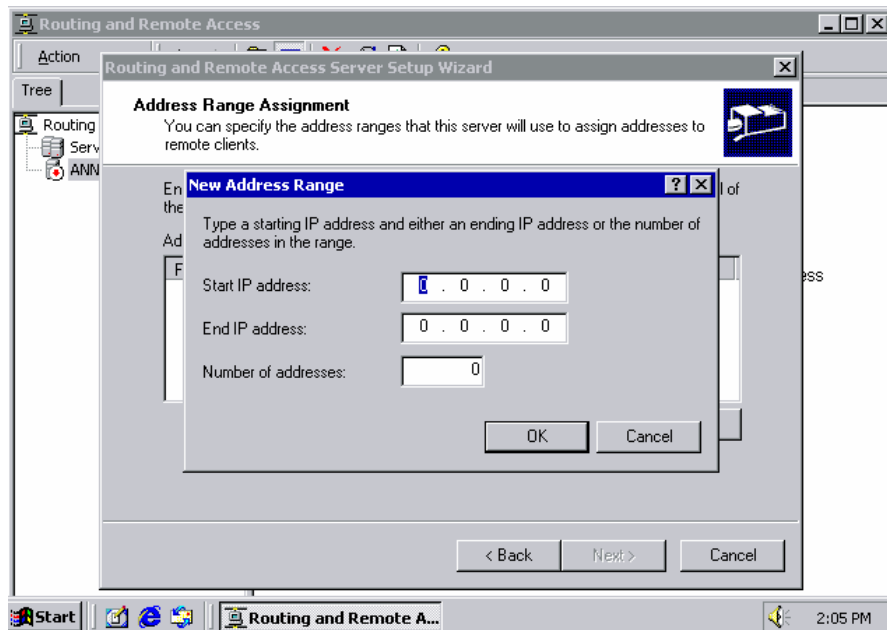 Routing and Remote Access
Action
Routing and Remote Access Server Setup Wizard
Tree
Address Range Assignment
You can specify the address ranges that this server will use to assign addresses to
remote clients.
Routing
Serv
ANN
En
l of
the
New Address Range
Type a starting IP address and either an ending IP address or the number of
addresses in the range.
Ad
F
ess
Start IP address:
0 . 0 . 0 . 0
End IP address:
0 . 0 . 0 . 0
Number of addresses:
0
OK
Cancel
< Back
Next >
Cancel
Start
Routing and Remote A...
2:05 PM